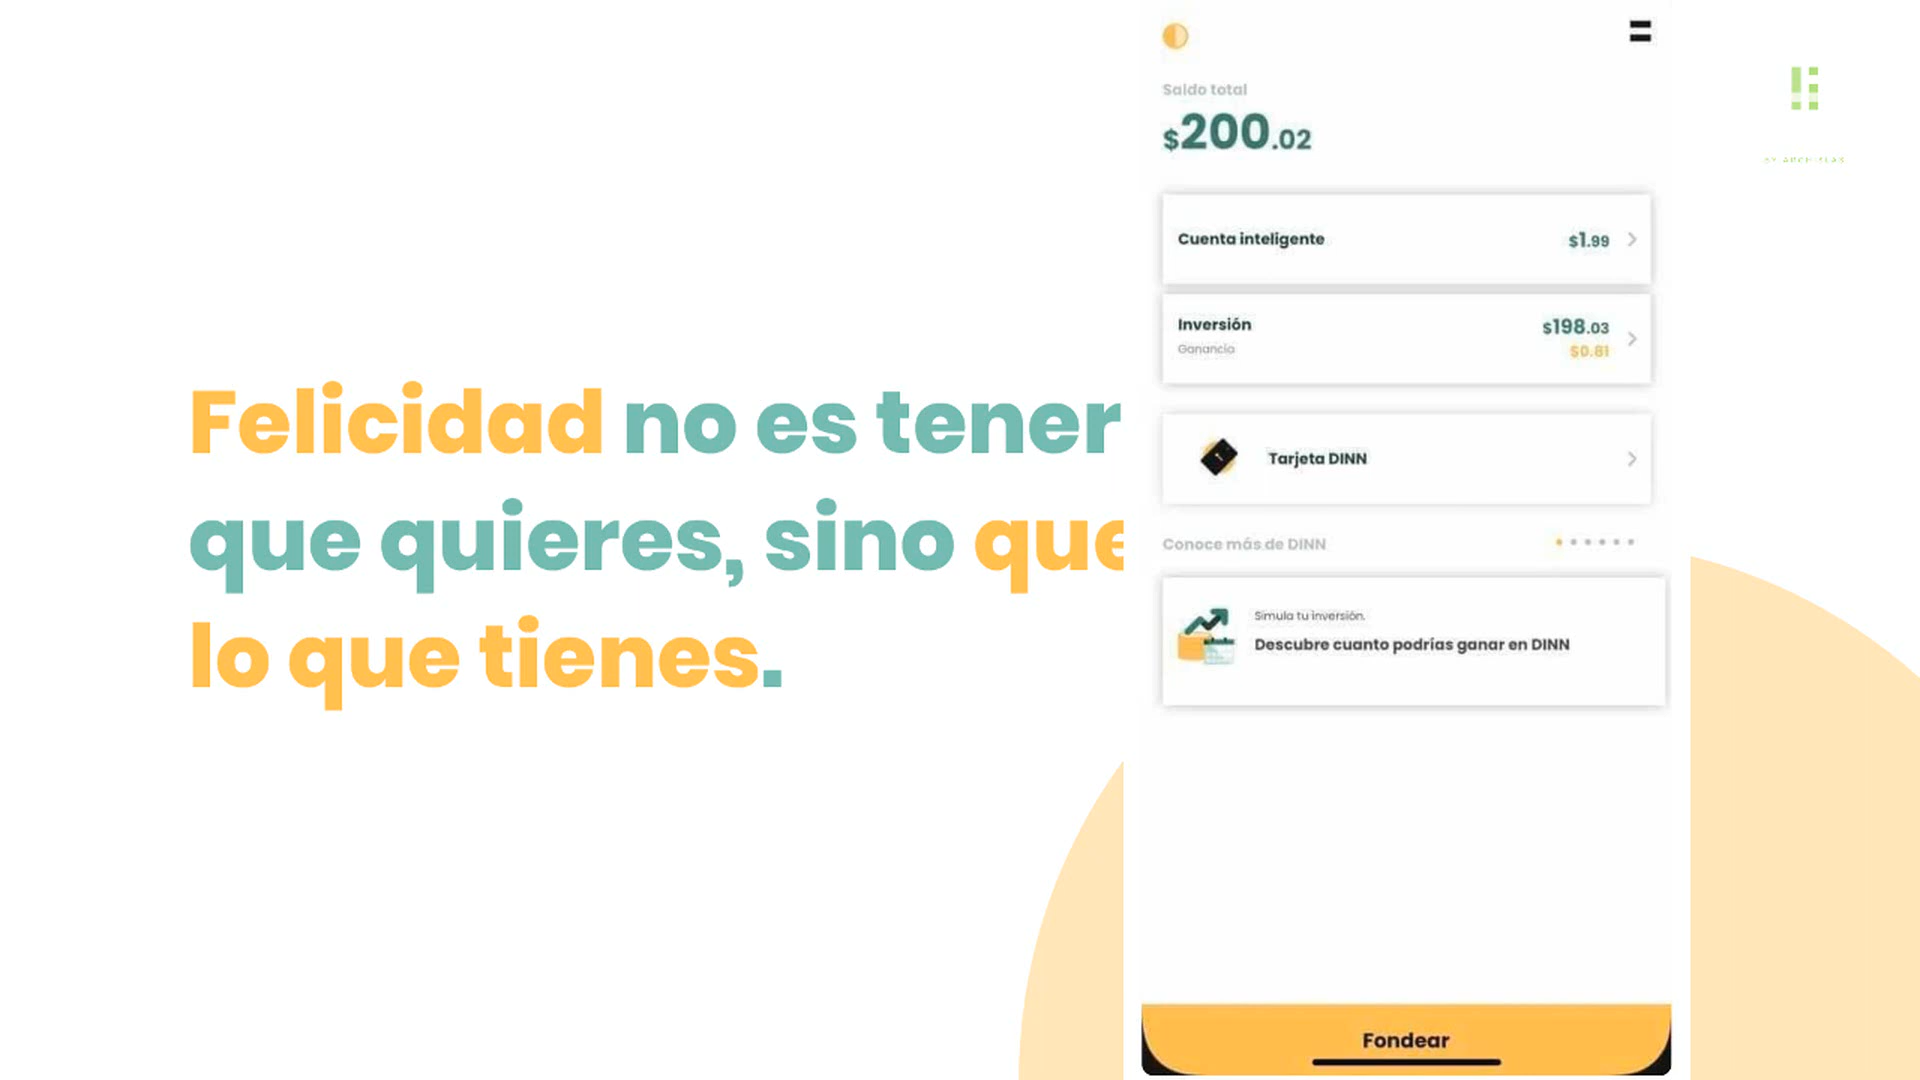 Felicidad no es tener
que quieres, sino que
lo que tienes.
Saldo total
$200.02
Cuenta inteligente
$1.99
Inversión
$198.03
Ganancia
$0.81
Tarjeta DINN
Conoce más de DINN
Simula tu inversión.
Descubre cuanto podrías ganar en DINN
Fondear